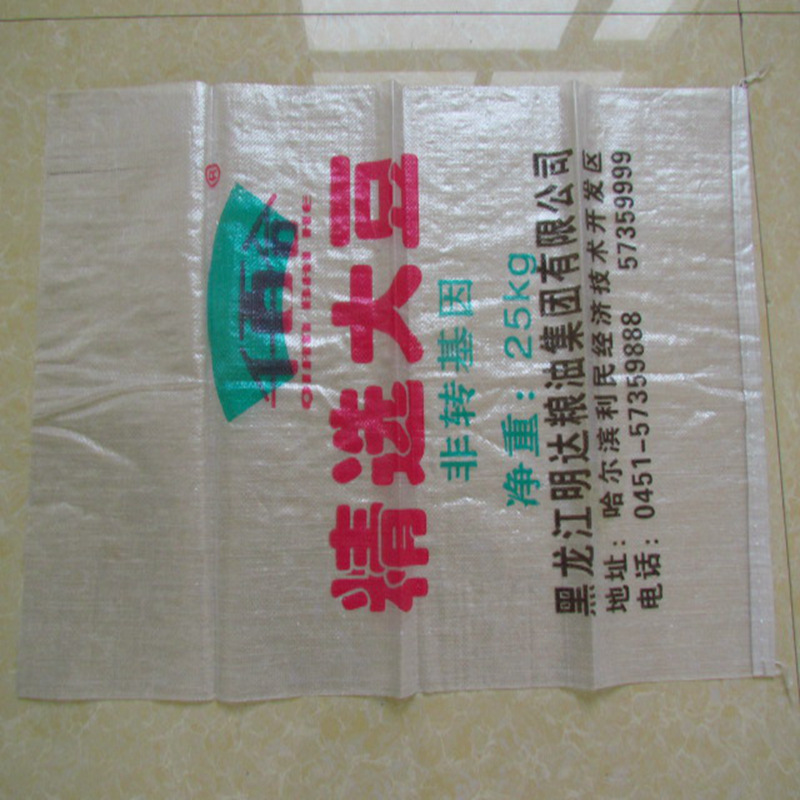 精选大豆
非转基因
净重：25kg
黑龙江明达粮油集团有限公司
地址：哈尔滨利民经济技术开发区
电话：0451-57359888 57359999